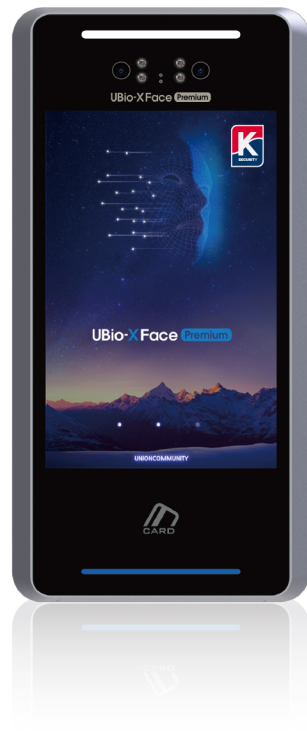 UBio-X Face Premium
K
SECURITY
UBio-X Face Premium
UNIONCOMMUNITY
CARD